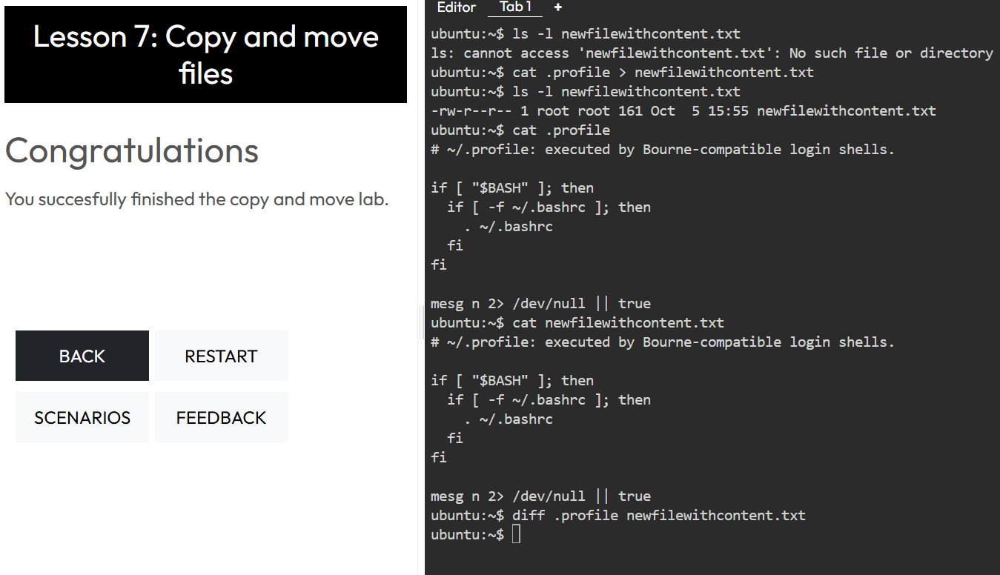 Lesson 7: Copy and move
files
Congratulations
You succesfully finished the copy and move lab.
BACK
RESTART
SCENARIOS
FEEDBACK
Editor
Tab 1
+
ubuntu:~$ ls -l newfilewithcontent.txt
ls: cannot access 'newfilewithcontent.txt': No such file or directory
ubuntu:~$ cat .profile > newfilewithcontent.txt
ubuntu:~$ ls -l newfilewithcontent.txt
-rw-r--r-- 1 root root 161 Oct  5 15:55 newfilewithcontent.txt
ubuntu:~$ cat .profile
# ~/.profile: executed by Bourne-compatible login shells.

if [ "$BASH" ]; then
  if [ -f ~/.bashrc ]; then
    . ~/.bashrc
  fi
fi

mesg n 2> /dev/null || true
ubuntu:~$ cat newfilewithcontent.txt
# ~/.profile: executed by Bourne-compatible login shells.

if [ "$BASH" ]; then
  if [ -f ~/.bashrc ]; then
    . ~/.bashrc
  fi
fi

mesg n 2> /dev/null || true
ubuntu:~$ diff .profile newfilewithcontent.txt
ubuntu:~$